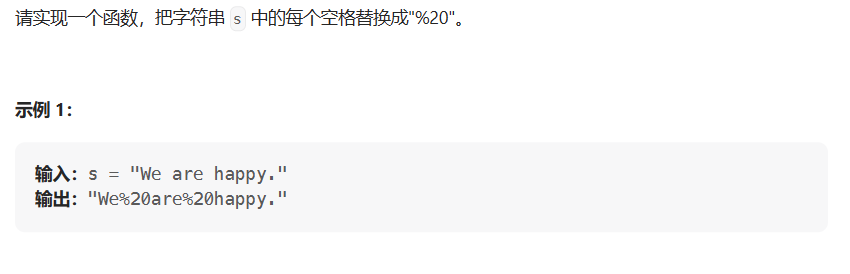 请实现一个函数，把字符串 s 中的每个空格替换成"%20"。
示例 1：
输入：s = "We are happy."
输出："We%20are%20happy."